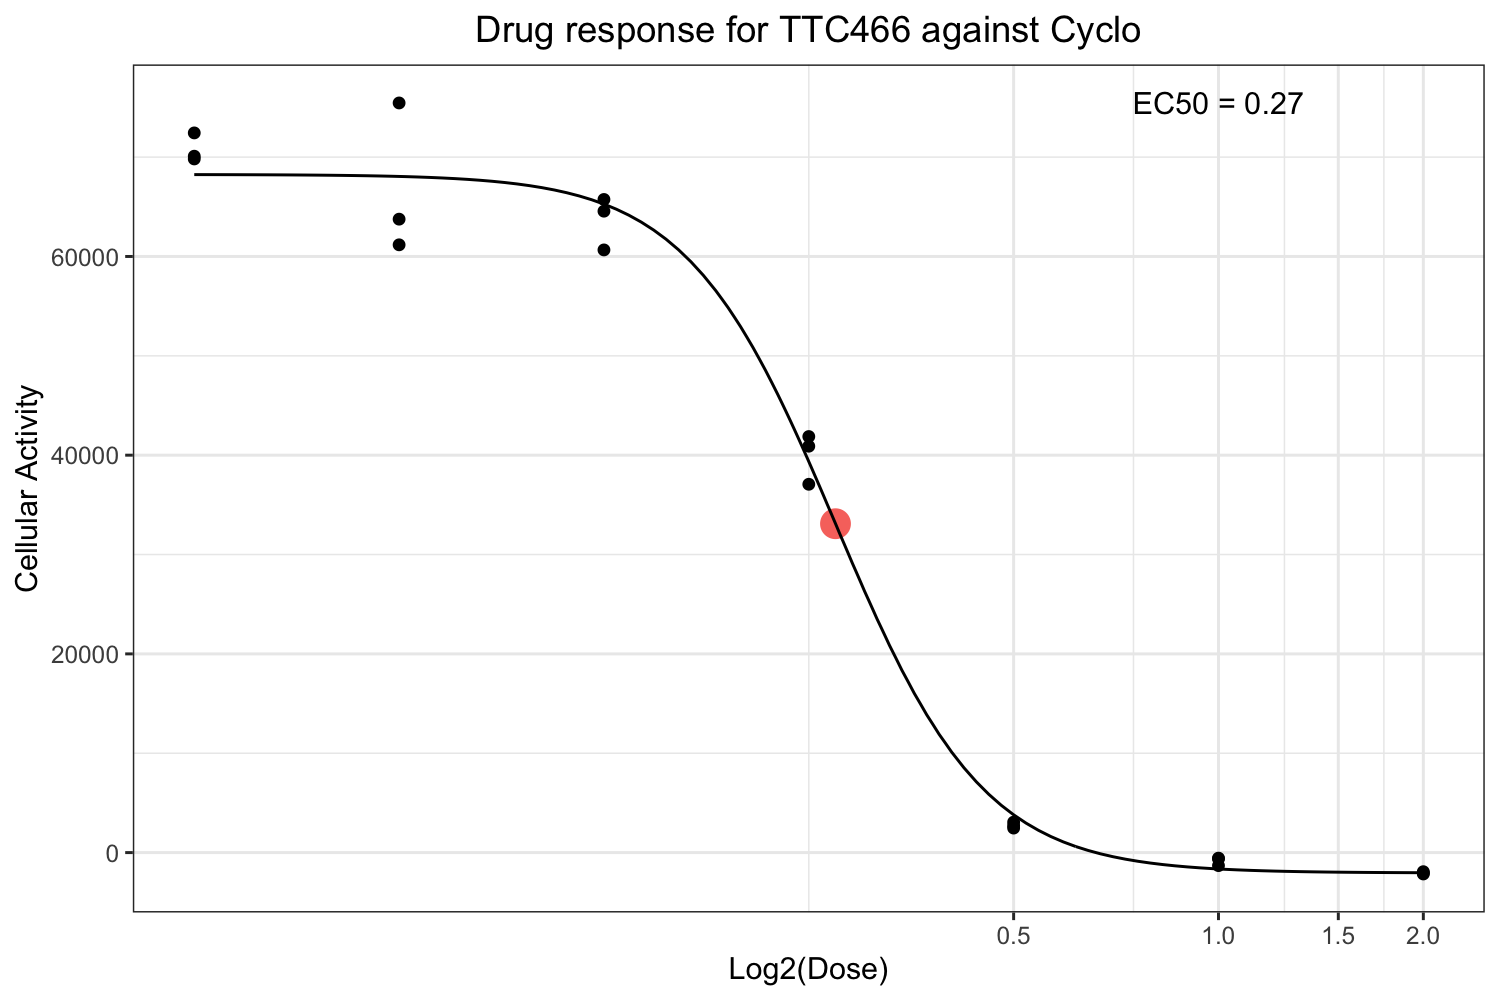 Drug response for TTC466 against Cyclo
EC50 = 0.27
Cellular Activity
60000
40000
20000
0
0.5 1.0 1.5 2.0
Log2(Dose)